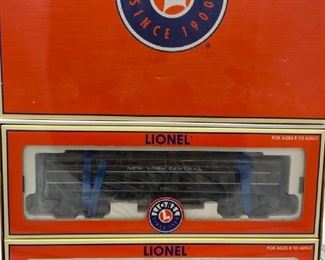 SINCE 1900
®
LIONEL
FOR AGES 8 TO ADULT
NEW YORK CENTRAL
LIONEL
LIONEL
FOR AGES 8 TO ADULT